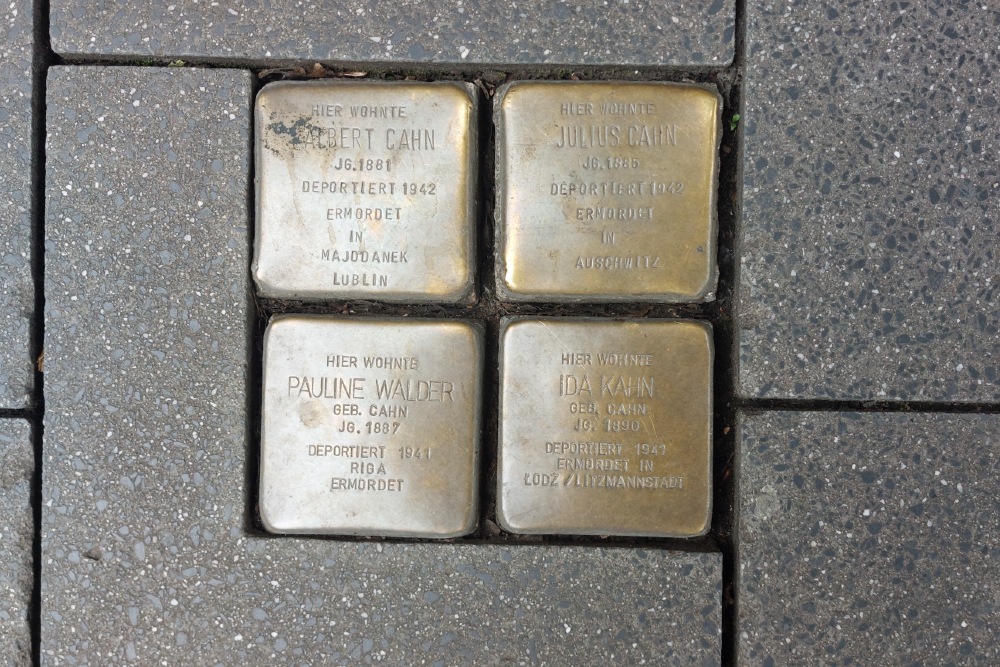 HIER WOHNTE
ALBERT CAHN
JG. 1881
DEPORTIERT 1942
ERMORDET
IN
MAJDANEK
LUBLIN
HIER WOHNTE
JULIUS CAHN
JG. 1885
DEPORTIERT 1942
ERMORDET
IN
AUSCHWITZ
HIER WOHNTE
PAULINE WALDER
GEB. CAHN
JG. 1887
DEPORTIERT 1941
RIGA
ERMORDET
HIER WOHNTE
IDA KAHN
GEB. CAHN
JG. 1890
DEPORTIERT 1941
ERMORDET IN
ŁODZ / LITZMANNSTADT